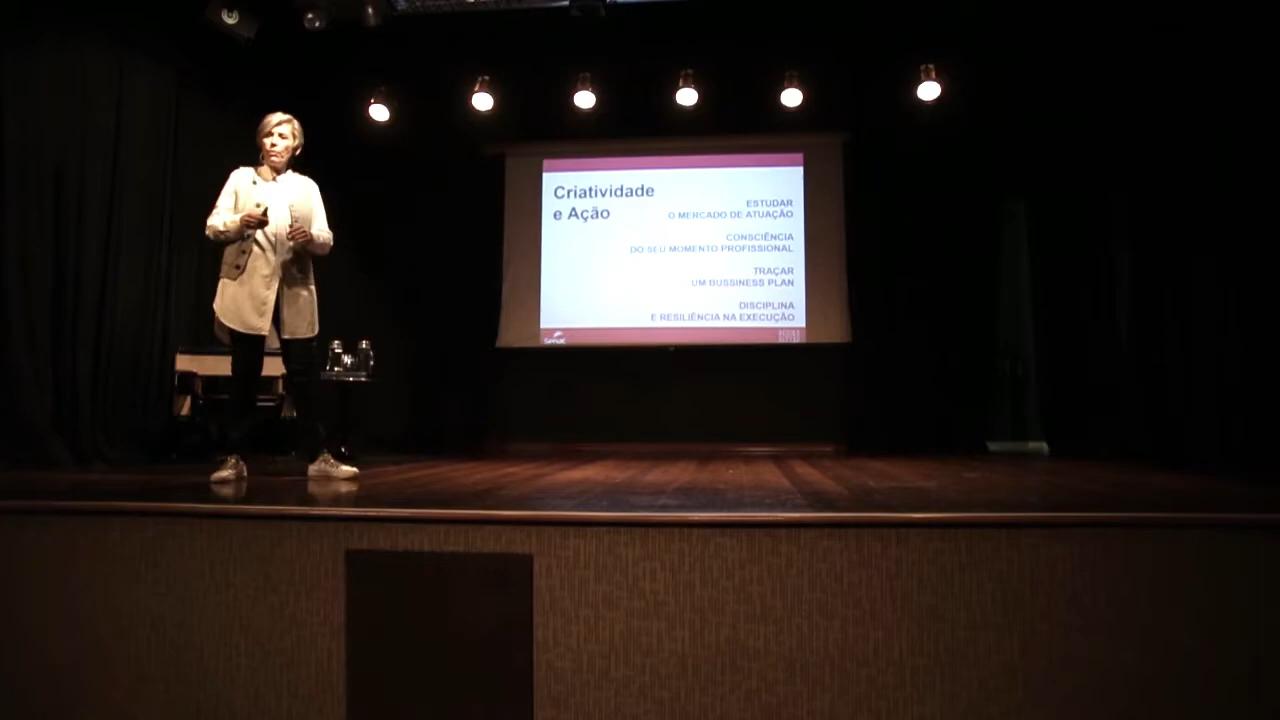 Criatividade
e Ação
ESTUDAR
O MERCADO DE ATUAÇÃO
CONSCIÊNCIA
DO SEU MOMENTO PROFISSIONAL
TRAÇAR
UM BUSSINESS PLAN
DISCIPLINA
E RESILIÊNCIA NA EXECUÇÃO
senac